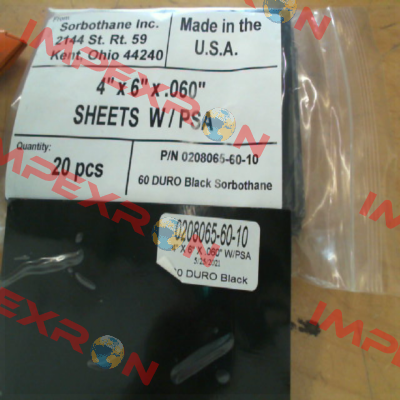 From:
Sorbothane Inc.
2144 St. Rt. 59
Kent, Ohio 44240
Made in the
U.S.A.
4" x 6" x .060"
SHEETS W/PSA
Quantity:
20 pcs
P/N 0208065-60-10
60 DURO Black Sorbothane
0208065-60-10
4" X 6" X .060" W/PSA
60 DURO Black
IMPEXRON
IMPEXRON
IMPEXRON